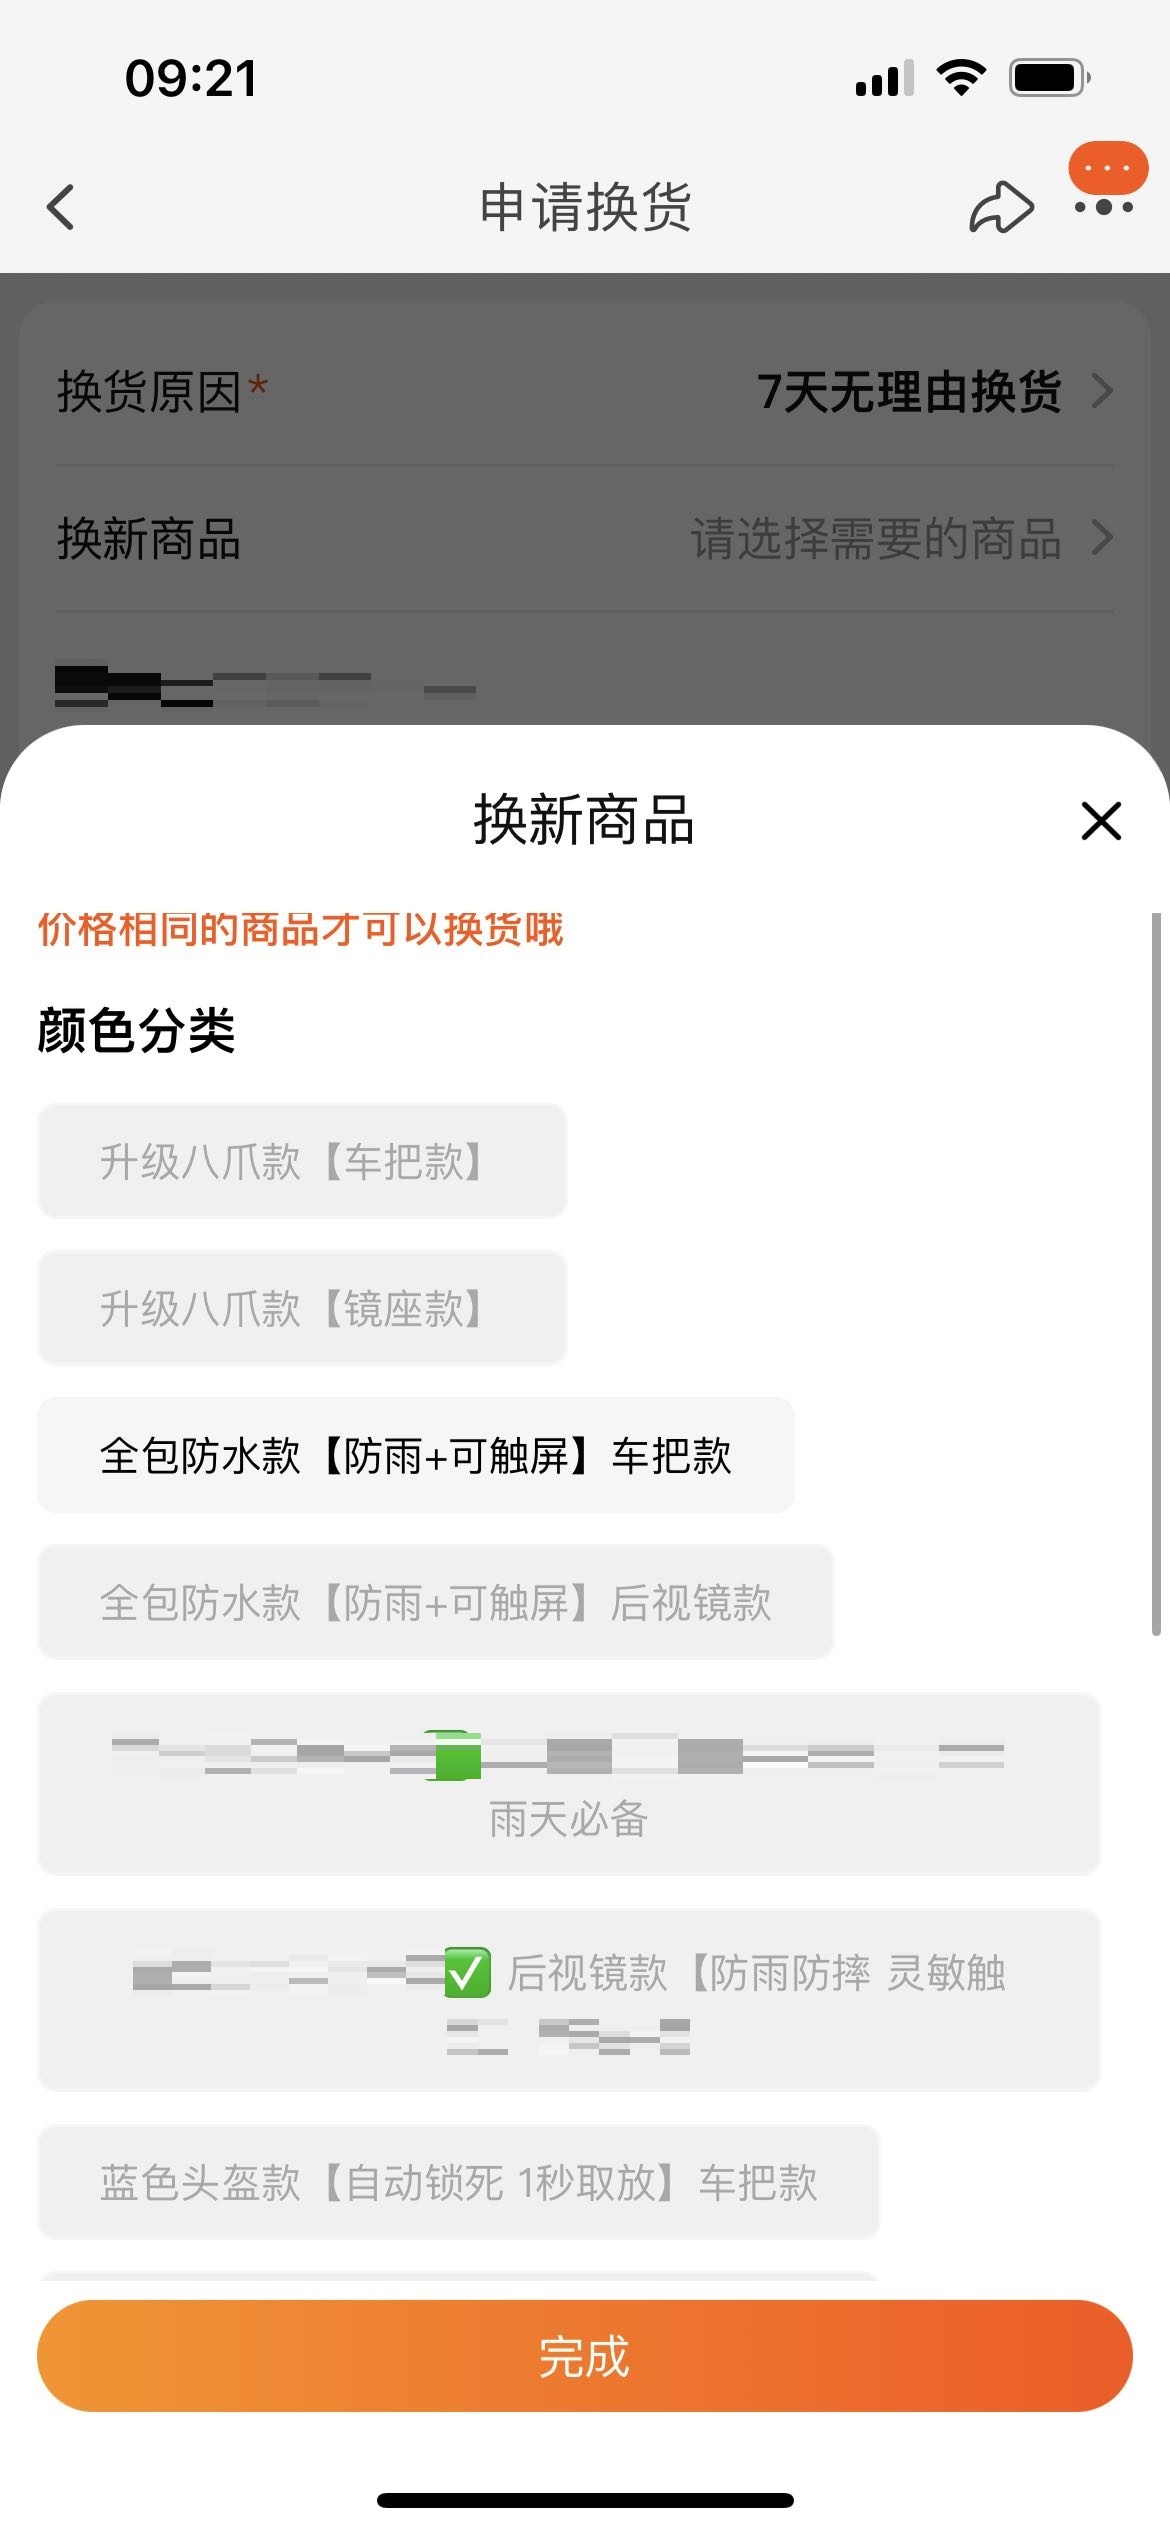 09:21
申请换货
换货原因*
7天无理由换货
换新商品
请选择需要的商品
换新商品
价格相同的商品才可以换货哦
颜色分类
升级八爪款【车把款】
升级八爪款【镜座款】
全包防水款【防雨+可触屏】车把款
全包防水款【防雨+可触屏】后视镜款
雨天必备
✅ 后视镜款【防雨防摔 灵敏触
蓝色头盔款【自动锁死 1秒取放】车把款
完成